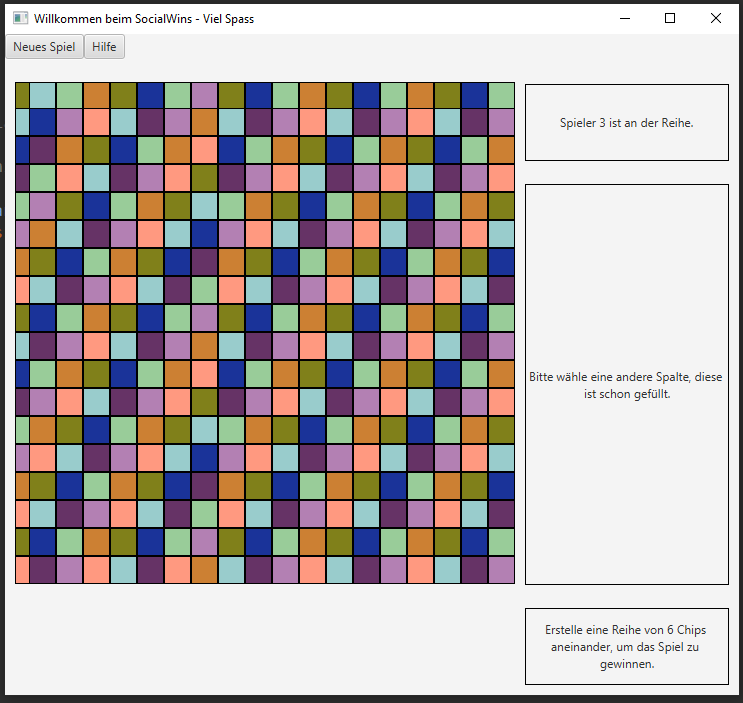 Willkommen beim SocialWins - Viel Spass
Neues Spiel
Hilfe
Spieler 3 ist an der Reihe.
Bitte wähle eine andere Spalte, diese
ist schon gefüllt.
Erstelle eine Reihe von 6 Chips
aneinander, um das Spiel zu
gewinnen.